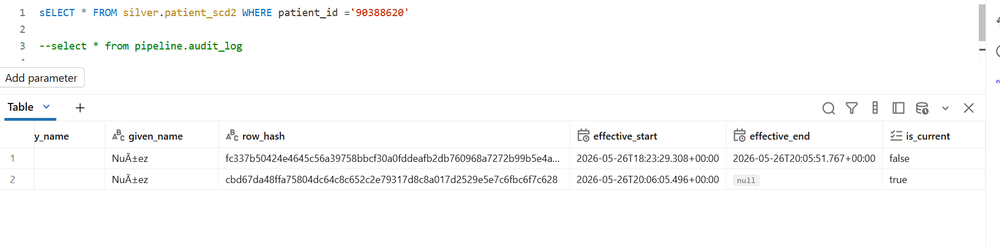 1 sELECT * FROM silver.patient_scd2 WHERE patient_id ='90388620'
2
3 --select * from pipeline.audit_log
Add parameter
Table
y_name given_name row_hash effective_start effective_end is_current
1 NuÃ±ez fc337b50424e4645c56a39758bbcf30a0fddeafb2db760968a7272b99b5e4a... 2026-05-26T18:23:29.308+00:00 2026-05-26T20:05:51.767+00:00 false
2 NuÃ±ez cbd67da48ffa75804dc64c8c652c2e79317d8c8a017d2529e5e7c6fbc6f7c628 2026-05-26T20:06:05.496+00:00 null true